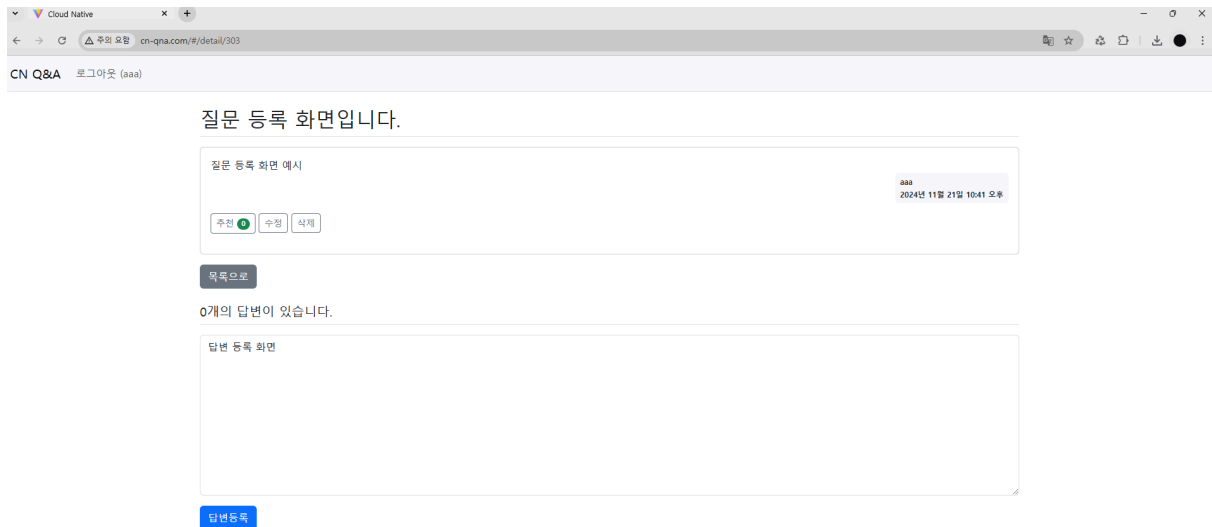 Cloud Native
주의 요함 cn-qna.com/#/detail/303
CN Q&A 로그아웃 (aaa)
질문 등록 화면입니다.
질문 등록 화면 예시
aaa
2024년 11월 21일 10:41 오후
추천 0 수정 삭제
목록으로
0개의 답변이 있습니다.
답변 등록 화면
답변등록